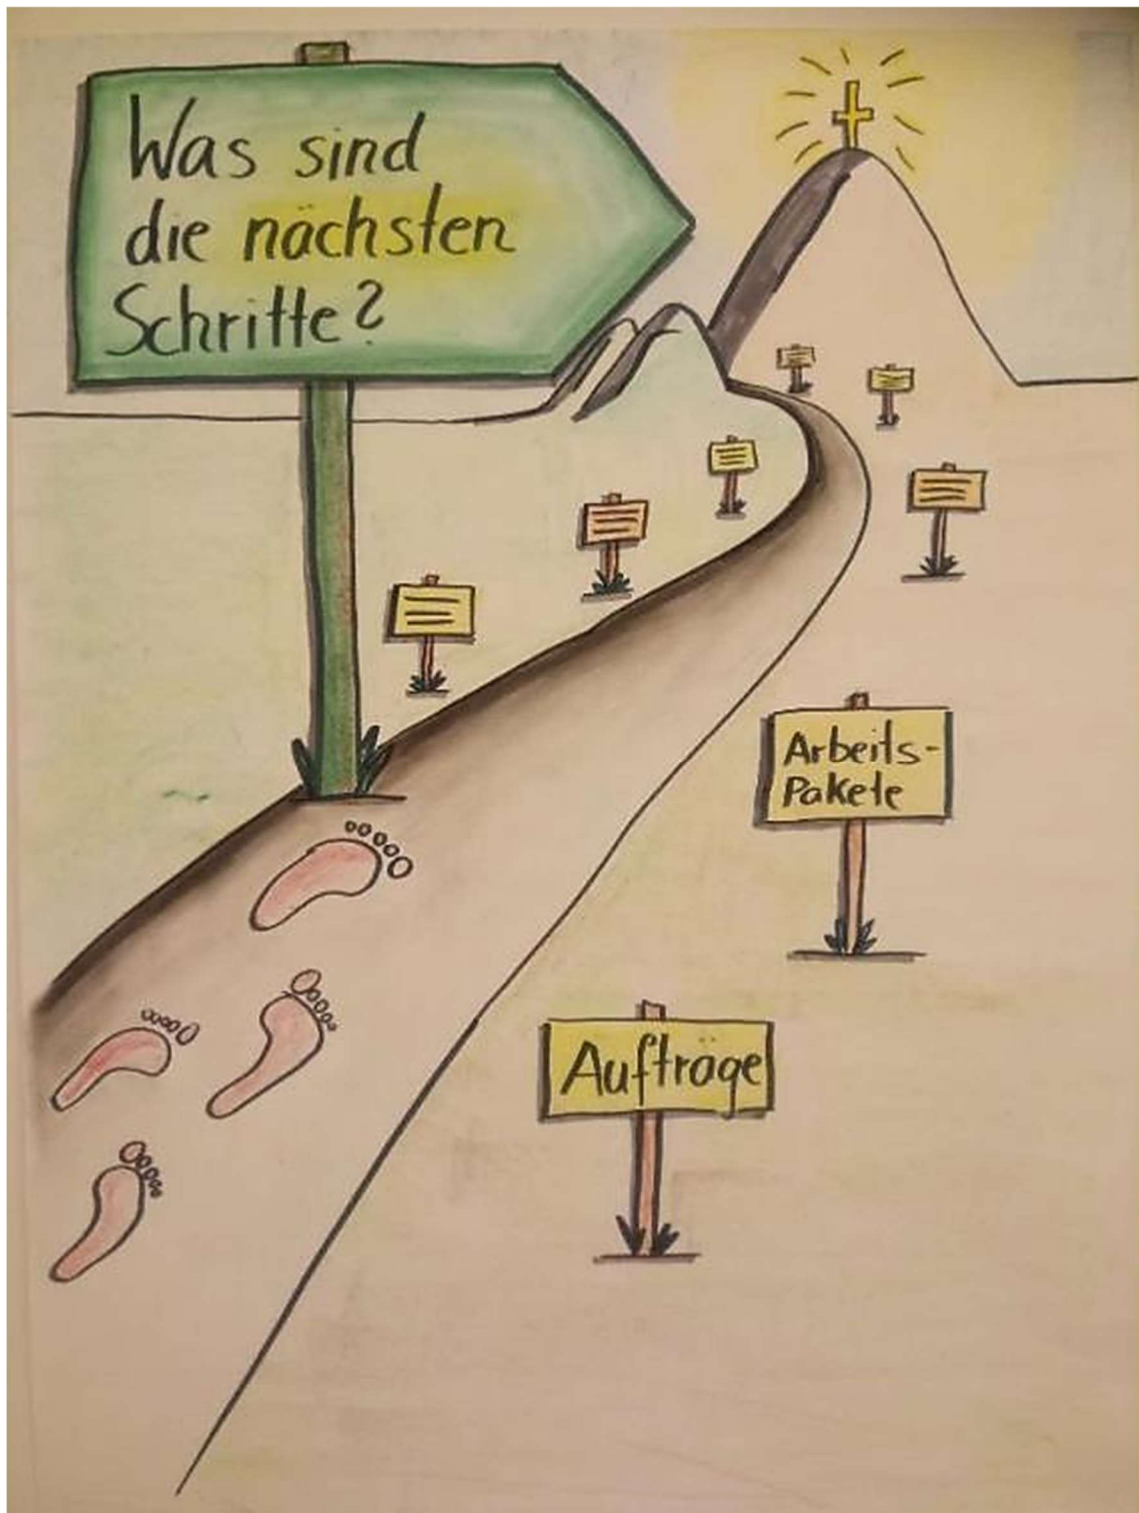 Was sind
die nächsten
Schritte?
Arbeits-
Pakete
Aufträge